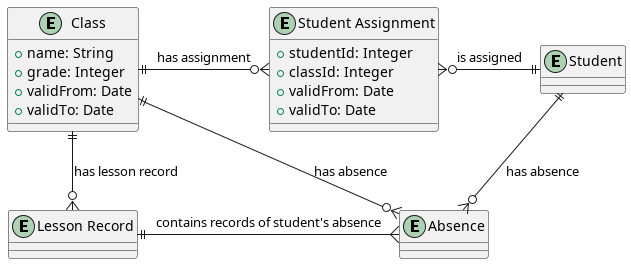 E Class
name: String
grade: Integer
validFrom: Date
validTo: Date
has assignment
E Student Assignment
studentId: Integer
classId: Integer
validFrom: Date
validTo: Date
is assigned
E Student
has lesson record
has absence
has absence
E Lesson Record
contains records of student's absence
E Absence